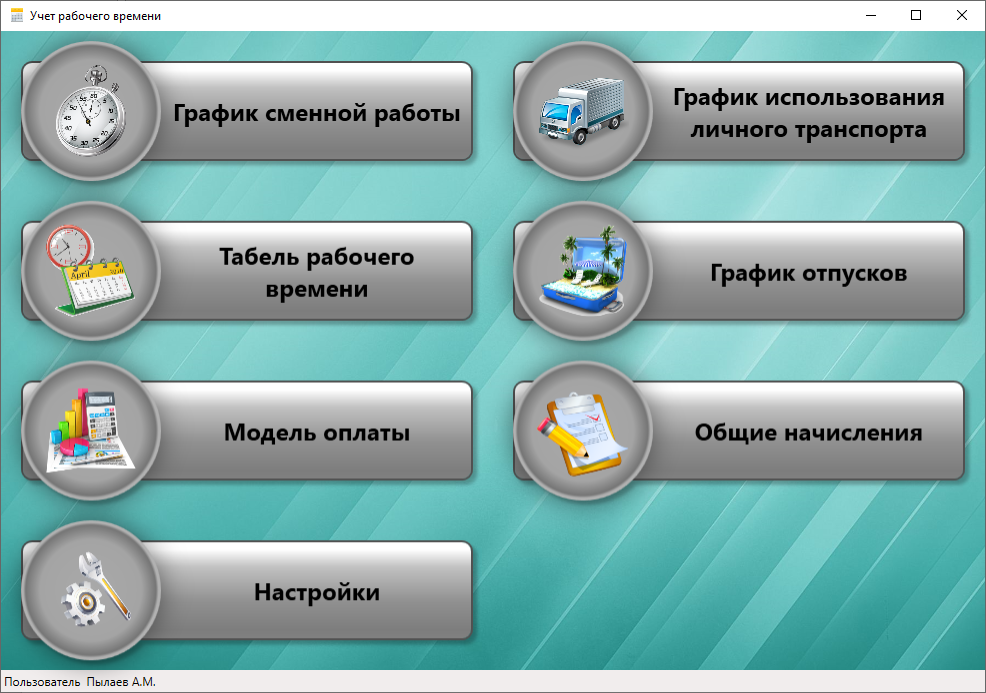 Учет рабочего времени
График сменной работы
График использования
личного транспорта
Табель рабочего
времени
График отпусков
Модель оплаты
Общие начисления
Настройки
Пользователь Пылаев А.М.